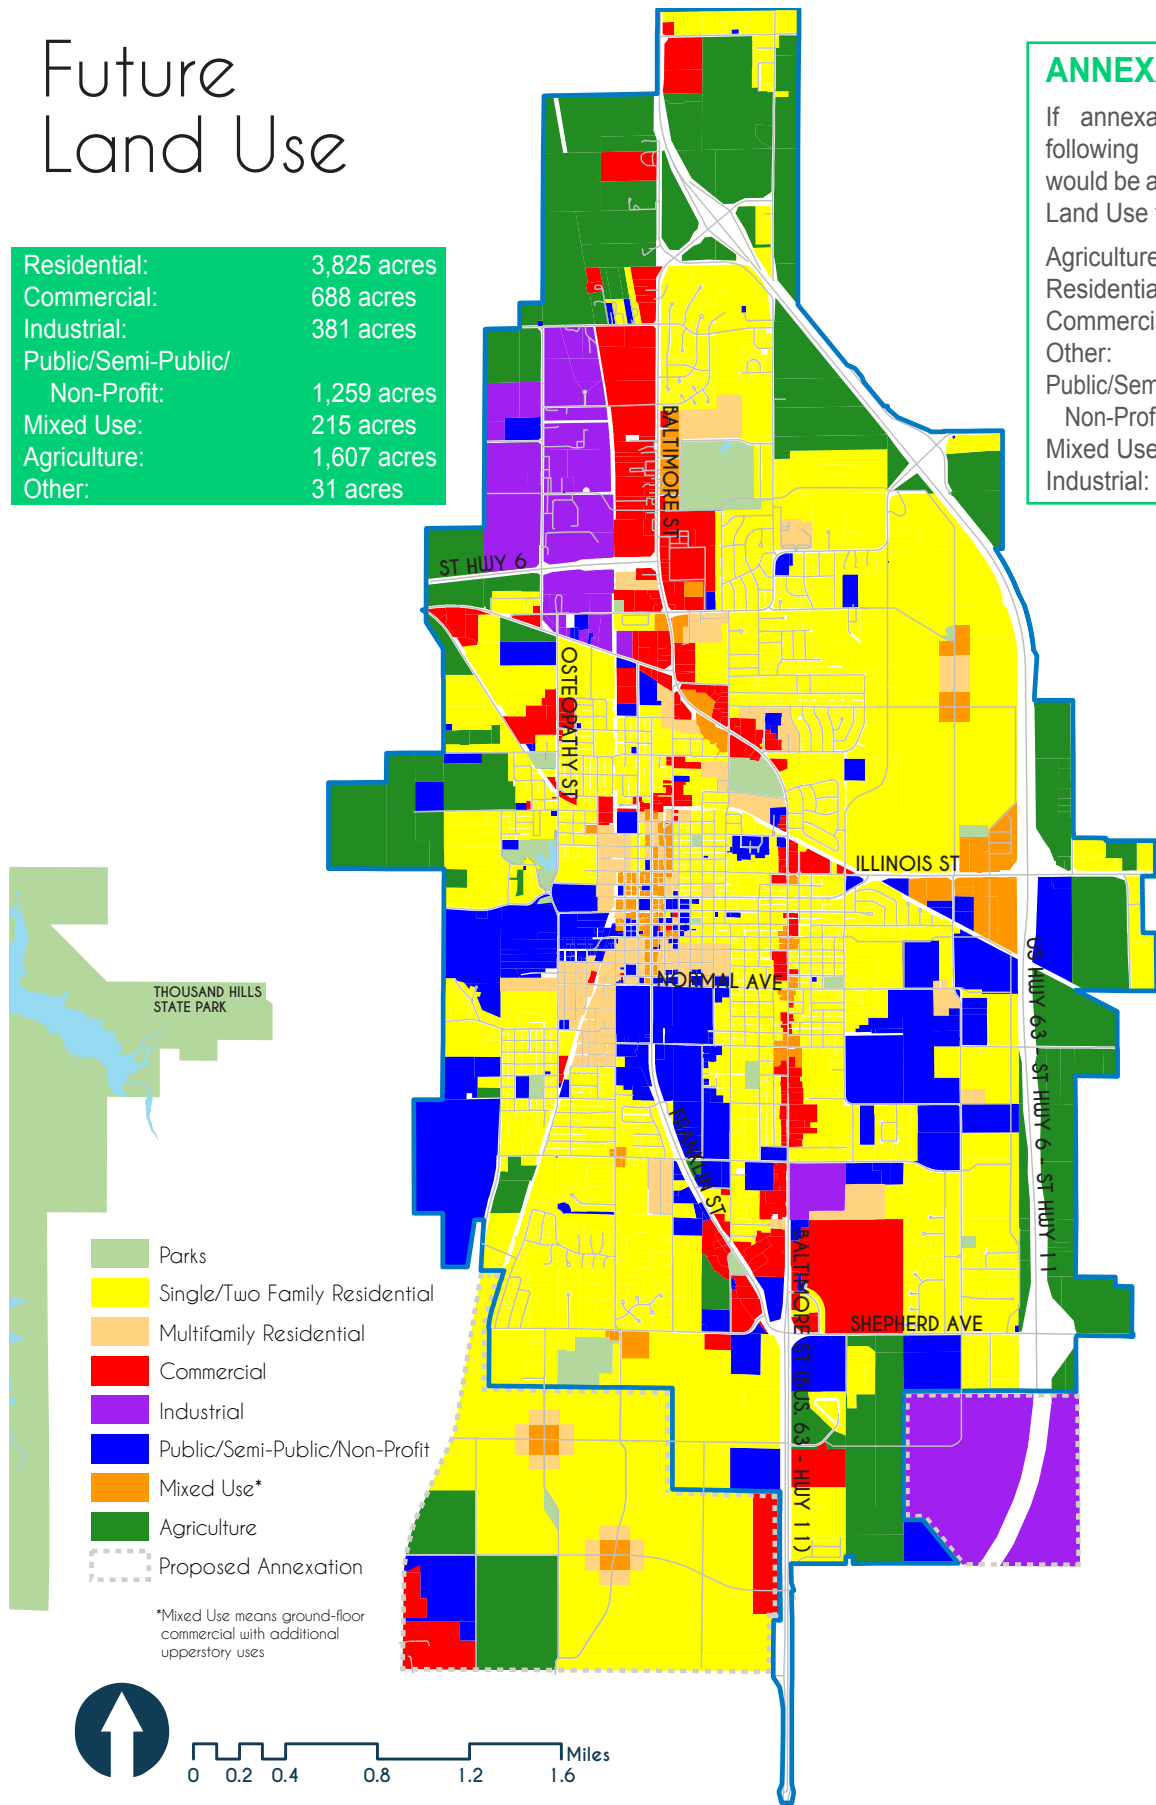 Future
Land Use
Residential: 3,825 acres
Commercial: 688 acres
Industrial: 381 acres
Public/Semi-Public/
Non-Profit: 1,259 acres
Mixed Use: 215 acres
Agriculture: 1,607 acres
Other: 31 acres
ANNEX
If annexa
following
would be a
Land Use
Agriculture
Residentia
Commerci
Other:
Public/Sem
Non-Prof
Mixed Use
Industrial:
BALTIMORE ST
ST HWY 6
OSTEOPATHY ST
ILLINOIS ST
NORMAL AVE
US HWY 63 - ST HWY 6 - ST HWY 11
FRANKLIN ST
BALTIMORE ST (BUS. 63 - HWY 11)
SHEPHERD AVE
THOUSAND HILLS
STATE PARK
Parks
Single/Two Family Residential
Multifamily Residential
Commercial
Industrial
Public/Semi-Public/Non-Profit
Mixed Use*
Agriculture
Proposed Annexation
*Mixed Use means ground-floor
commercial with additional
upperstory uses
Miles
0 0.2 0.4 0.8 1.2 1.6